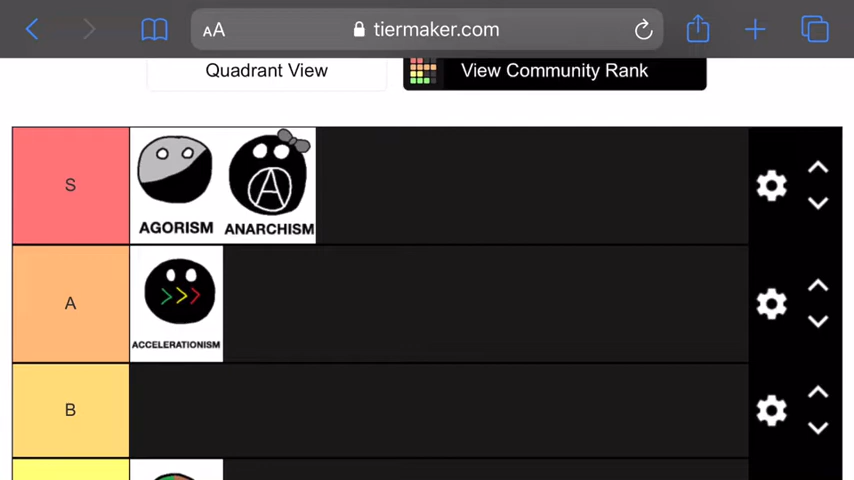 AA tiermaker.com
Quadrant View View Community Rank
S
A
AGORISM ANARCHISM
A
>>>
ACCELERATIONISM
B